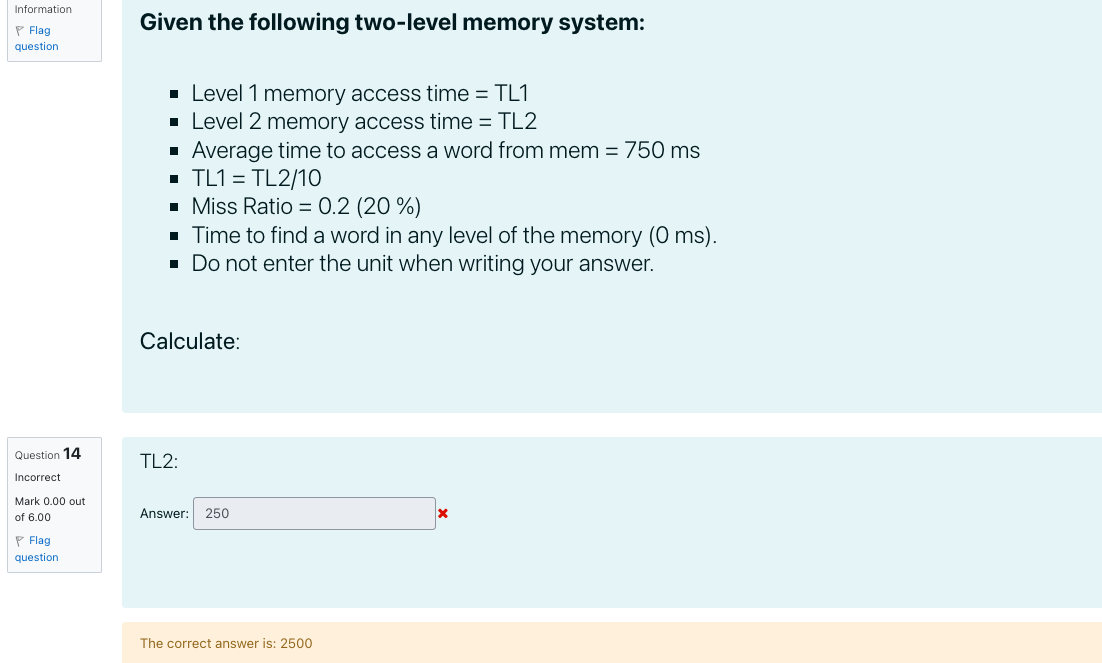 Information
Flag
question
Given the following two-level memory system:
▪ Level 1 memory access time = TL1
▪ Level 2 memory access time = TL2
▪ Average time to access a word from mem = 750 ms
▪ TL1 = TL2/10
▪ Miss Ratio = 0.2 (20 %)
▪ Time to find a word in any level of the memory (0 ms).
▪ Do not enter the unit when writing your answer.
Calculate:
Question 14
Incorrect
Mark 0.00 out
of 6.00
Flag
question
TL2:
Answer: 250
The correct answer is: 2500